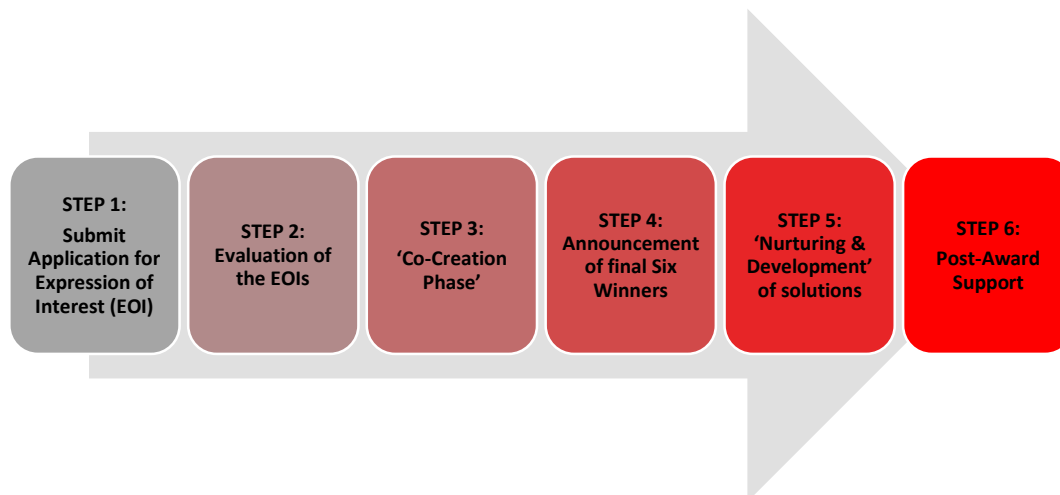 STEP 1:
Submit
Application for
Expression of
Interest (EOI)
STEP 2:
Evaluation of
the EOIs
STEP 3:
‘Co-Creation
Phase’
STEP 4:
Announcement
of final Six
Winners
STEP 5:
‘Nurturing &
Development’
of solutions
STEP 6:
Post-Award
Support